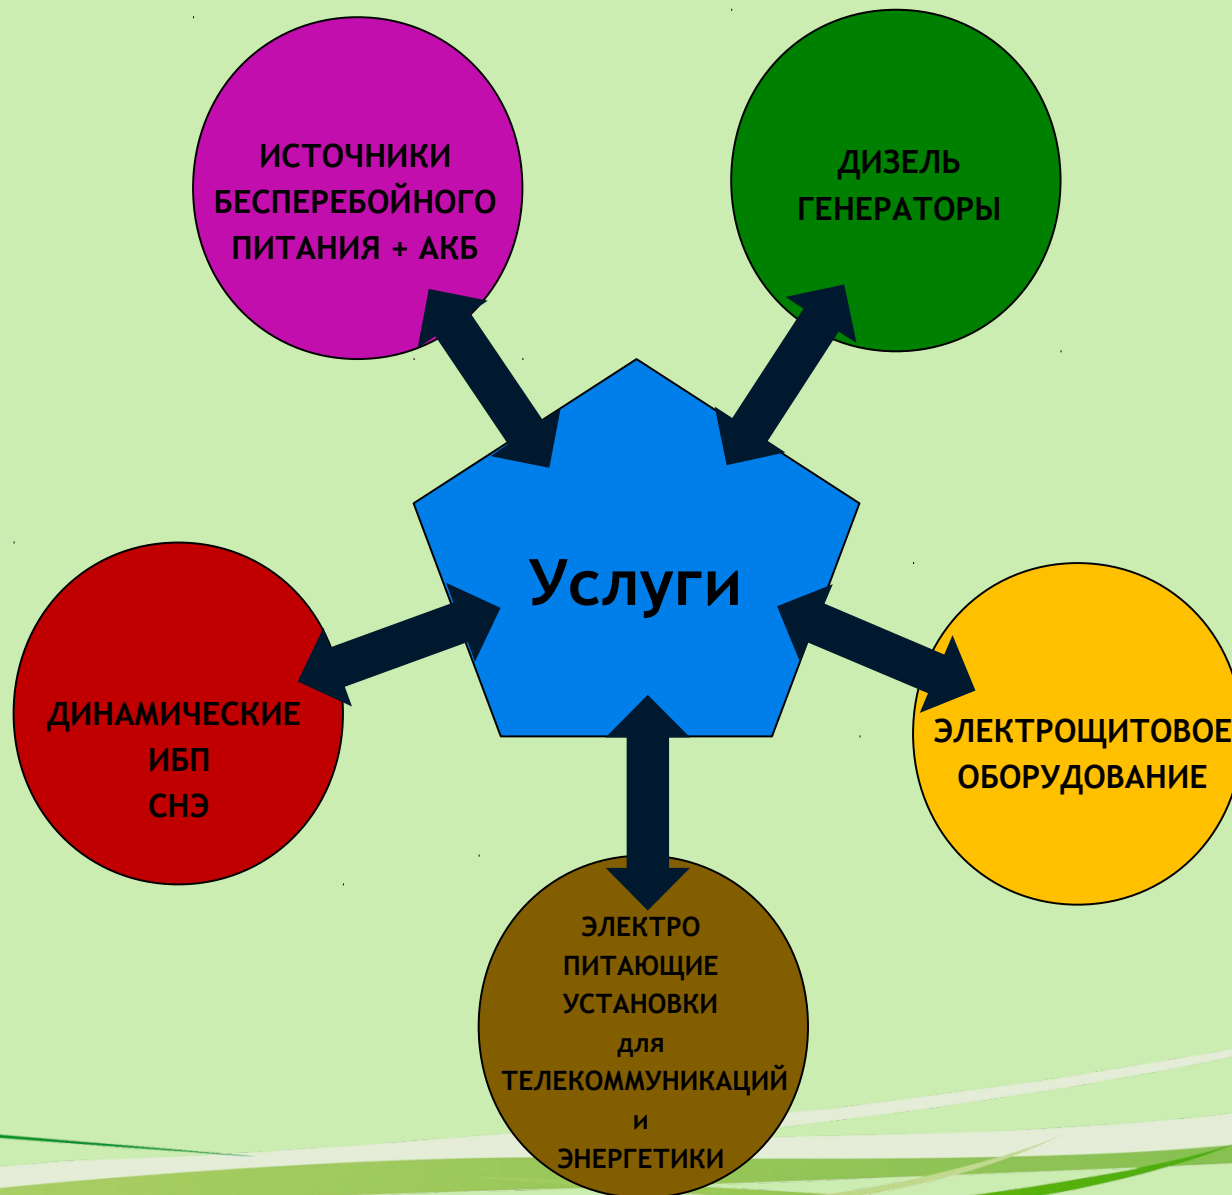 ИСТОЧНИКИ
БЕСПЕРЕБОЙНОГО
ПИТАНИЯ + АКБ
ДИЗЕЛЬ
ГЕНЕРАТОРЫ
Услуги
ДИНАМИЧЕСКИЕ
ИБП
СНЭ
ЭЛЕКТРОЩИТОВОЕ
ОБОРУДОВАНИЕ
ЭЛЕКТРО
ПИТАЮЩИЕ
УСТАНОВКИ
для
ТЕЛЕКОММУНИКАЦИЙ
и
ЭНЕРГЕТИКИ